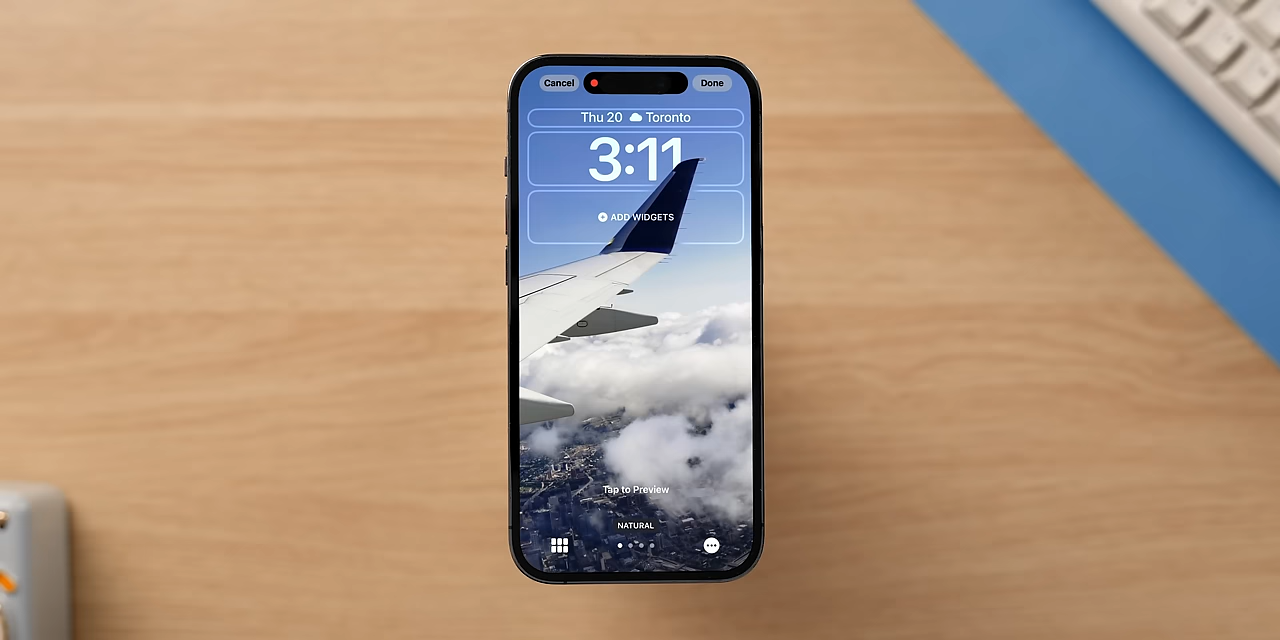 Cancel
Done
Thu 20 Toronto
3:11
ADD WIDGETS
Tap to Preview
NATURAL